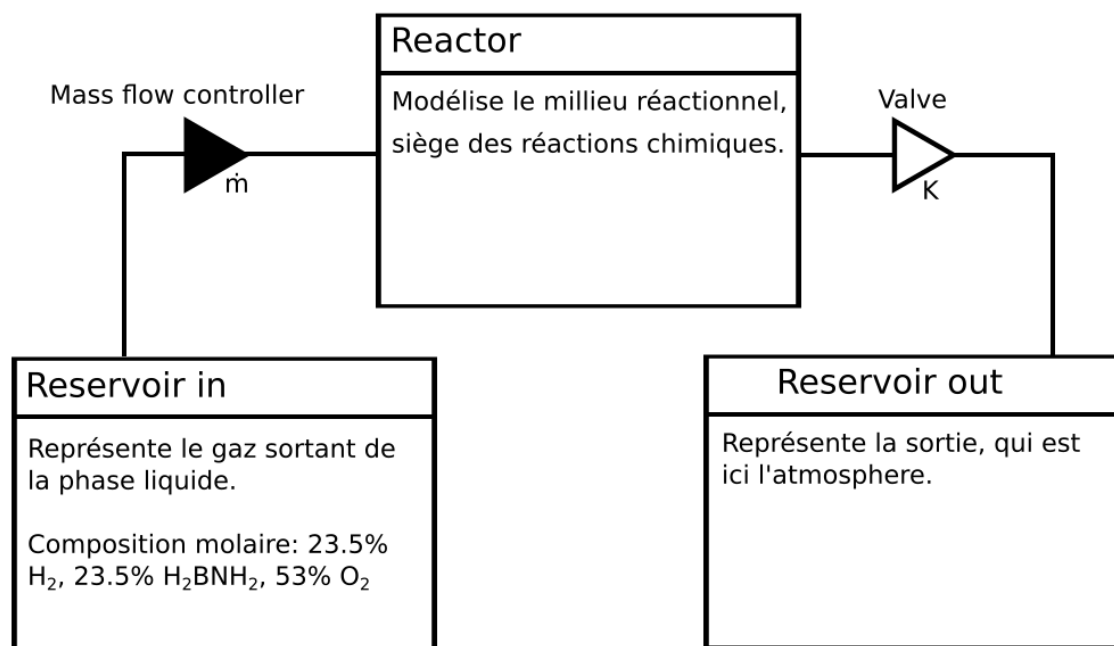 Reactor
Modélise le millieu réactionnel,
siège des réactions chimiques.
Mass flow controller
ṁ
Valve
K
Reservoir in
Représente le gaz sortant de
la phase liquide.
Composition molaire: 23.5%
H₂, 23.5% H₂BNH₂, 53% O₂
Reservoir out
Représente la sortie, qui est
ici l'atmosphere.